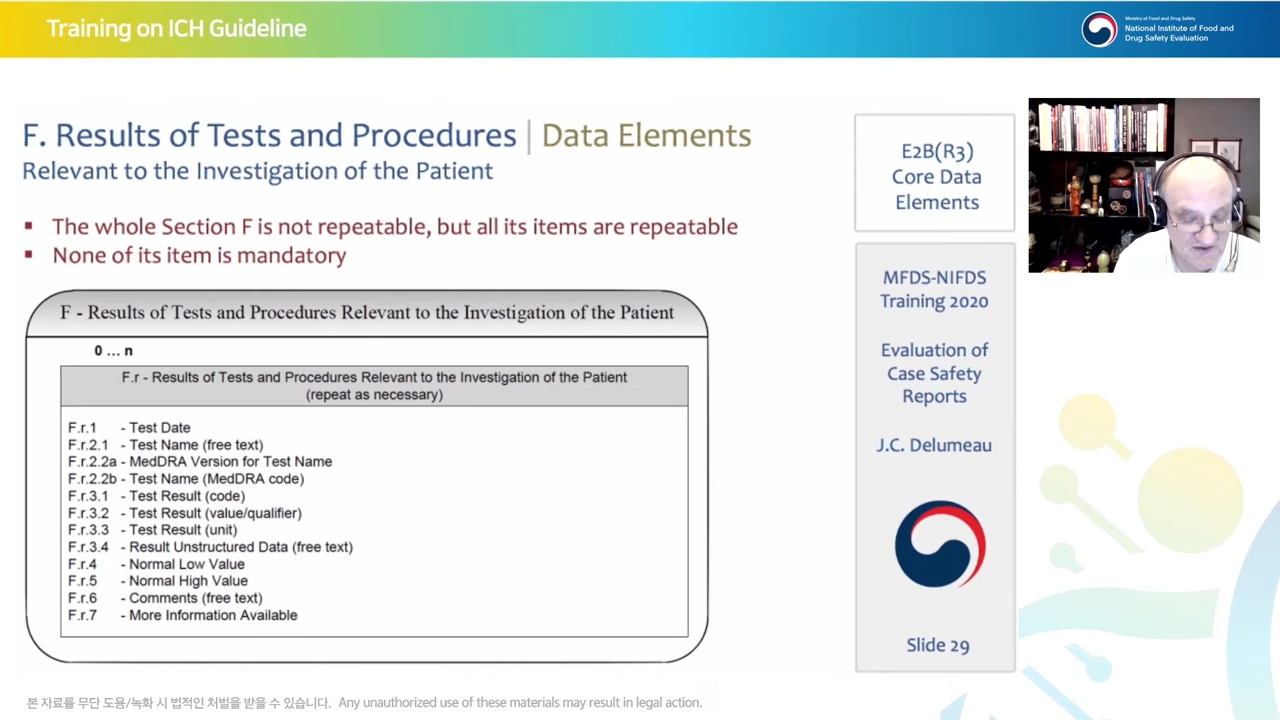 Training on ICH Guideline
Ministry of Food and Drug Safety
National Institute of Food and
Drug Safety Evaluation
F. Results of Tests and Procedures | Data Elements
Relevant to the Investigation of the Patient
▪ The whole Section F is not repeatable, but all its items are repeatable
▪ None of its item is mandatory
F - Results of Tests and Procedures Relevant to the Investigation of the Patient
0 ... n
F.r - Results of Tests and Procedures Relevant to the Investigation of the Patient
(repeat as necessary)
F.r.1 - Test Date
F.r.2.1 - Test Name (free text)
F.r.2.2a - MedDRA Version for Test Name
F.r.2.2b - Test Name (MedDRA code)
F.r.3.1 - Test Result (code)
F.r.3.2 - Test Result (value/qualifier)
F.r.3.3 - Test Result (unit)
F.r.3.4 - Result Unstructured Data (free text)
F.r.4 - Normal Low Value
F.r.5 - Normal High Value
F.r.6 - Comments (free text)
F.r.7 - More Information Available
E2B(R3)
Core Data
Elements
MFDS-NIFDS
Training 2020
Evaluation of
Case Safety
Reports
J.C. Delumeau
Slide 29
본 자료를 무단 도용/녹화 시 법적인 처벌을 받을 수 있습니다. Any unauthorized use of these materials may result in legal action.